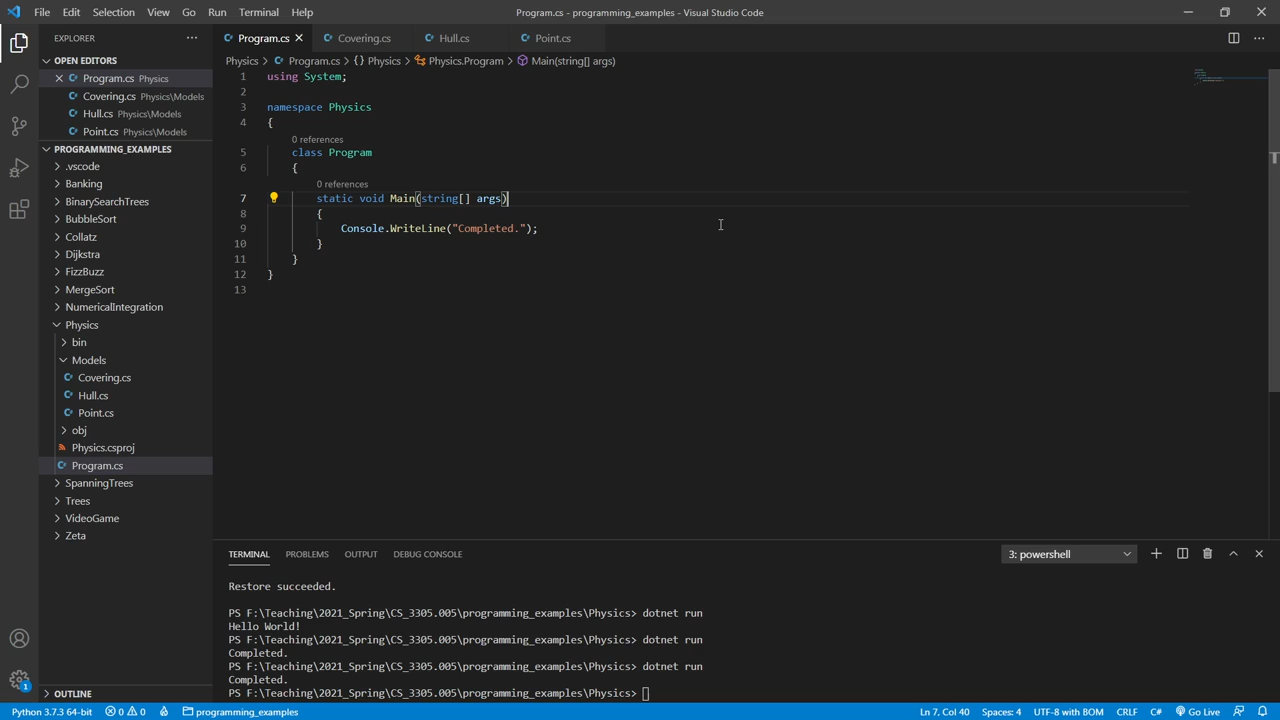 File Edit Selection View Go Run Terminal Help
Program.cs - programming_examples - Visual Studio Code
EXPLORER
OPEN EDITORS
Program.cs Physics
Covering.cs Physics\Models
Hull.cs Physics\Models
Point.cs Physics\Models
PROGRAMMING_EXAMPLES
.vscode
Banking
BinarySearchTrees
BubbleSort
Collatz
Dijkstra
FizzBuzz
MergeSort
NumericalIntegration
Physics
bin
Models
Covering.cs
Hull.cs
Point.cs
obj
Physics.csproj
Program.cs
SpanningTrees
Trees
VideoGame
Zeta
OUTLINE
Program.cs Covering.cs Hull.cs Point.cs
Physics > Program.cs > {} Physics > Physics.Program > Main(string[] args)
1 using System;
2
3 namespace Physics
4 {
0 references
5 class Program
6 {
0 references
7 static void Main(string[] args)
8 {
9 Console.WriteLine("Completed.");
10 }
11 }
12 }
13
TERMINAL PROBLEMS OUTPUT DEBUG CONSOLE
3: powershell
Restore succeeded.
PS F:\Teaching\2021_Spring\CS_3305.005\programming_examples\Physics> dotnet run
Hello World!
PS F:\Teaching\2021_Spring\CS_3305.005\programming_examples\Physics> dotnet run
Completed.
PS F:\Teaching\2021_Spring\CS_3305.005\programming_examples\Physics> dotnet run
Completed.
PS F:\Teaching\2021_Spring\CS_3305.005\programming_examples\Physics>
1
Python 3.7.3 64-bit 0 0 programming_examples
Ln 7, Col 40 Spaces: 4 UTF-8 with BOM CRLF C# Go Live